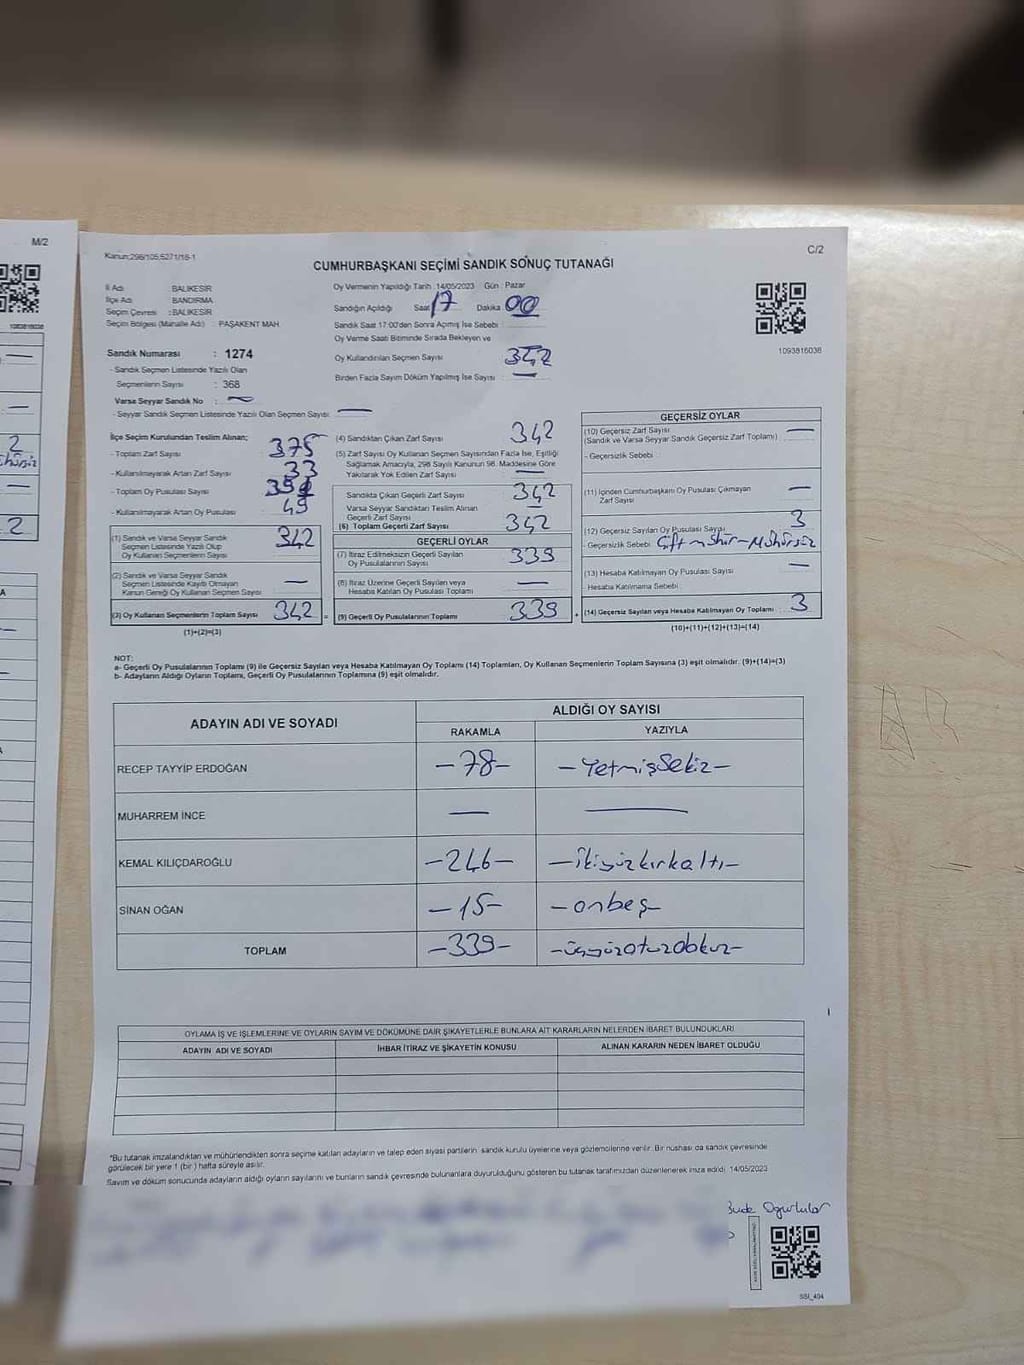 M/2
C/2
Kanun;298/105;5271/18-1
CUMHURBAŞKANI SEÇİMİ SANDIK SONUÇ TUTANAĞI
İl Adı : BALIKESİR
İlçe Adı : BANDIRMA
Seçim Çevresi : BALIKESİR
Seçim Bölgesi (Mahalle Adı) : PAŞAKENT MAH
Sandık Numarası : 1274
- Sandık Seçmen Listesinde Yazılı Olan
Seçmenlerin Sayısı : 368
Varsa Seyyar Sandık No : —
- Seyyar Sandık Seçmen Listesinde Yazılı Olan Seçmen Sayısı : —
Oy Vermenin Yapıldığı Tarih : 14/05/2023 Gün : Pazar
Sandığın Açıldığı Saat 17 Dakika 00
Sandık Saat 17:00'den Sonra Açmış İse Sebebi
Oy Verme Saati Bitiminde Sırada Bekleyen ve
Oy Kullandırılan Seçmen Sayısı 342
Birden Fazla Sayım Döküm Yapılmış İse Sayısı —
1093816036
İlçe Seçim Kurulundan Teslim Alınan;
- Toplam Zarf Sayısı 375
- Kullanılmayarak Artan Zarf Sayısı 33
- Toplam Oy Pusulası Sayısı
- Kullanılmayarak Artan Oy Pusulası 49
(1) Sandık ve Varsa Seyyar Sandık
Seçmen Listesinde Yazılı Olup
Oy Kullanan Seçmenlerin Sayısı 342
(2) Sandık ve Varsa Seyyar Sandık
Seçmen Listesinde Kayıtlı Olmayan
Kanun Gereği Oy Kullanan Seçmen Sayısı —
(3) Oy Kullanan Seçmenlerin Toplam Sayısı 342
(1)+(2)=(3)
(4) Sandıktan Çıkan Zarf Sayısı 342
(5) Zarf Sayısı Oy Kullanan Seçmen Sayısından Fazla İse, Eşitliği
Sağlamak Amacıyla, 298 Sayılı Kanunun 98. Maddesine Göre
Yakılarak Yok Edilen Zarf Sayısı —
Sandıkta Çıkan Geçerli Zarf Sayısı 342
Varsa Seyyar Sandıktan Teslim Alınan
Geçerli Zarf Sayısı —
(6) Toplam Geçerli Zarf Sayısı 342
GEÇERLİ OYLAR
(7) İtiraz Edilmeksizin Geçerli Sayılan
Oy Pusulalarının Sayısı 339
(8) İtiraz Üzerine Geçerli Sayılan veya
Hesaba Katılan Oy Pusulası Toplamı —
= (9) Geçerli Oy Pusulalarının Toplamı 339 +
GEÇERSİZ OYLAR
(10) Geçersiz Zarf Sayısı
(Sandık ve Varsa Seyyar Sandık Geçersiz Zarf Toplamı) —
- Geçersizlik Sebebi :
(11) İçinden Cumhurbaşkanı Oy Pusulası Çıkmayan
Zarf Sayısı —
(12) Geçersiz Sayılan Oy Pusulası Sayısı 3
- Geçersizlik Sebebi : Çift mühür-Mühürsüz
(13) Hesaba Katılmayan Oy Pusulası Sayısı —
Hesaba Katılmama Sebebi :
(14) Geçersiz Sayılan veya Hesaba Katılmayan Oy Toplamı 3
(10)+(11)+(12)+(13)=(14)
NOT:
a- Geçerli Oy Pusulalarının Toplamı (9) ile Geçersiz Sayılan veya Hesaba Katılmayan Oy Toplamı (14) Toplamları, Oy Kullanan Seçmenlerin Toplam Sayısına (3) eşit olmalıdır. (9)+(14)=(3)
b- Adayların Aldığı Oyların Toplamı, Geçerli Oy Pusulalarının Toplamına (9) eşit olmalıdır.
ADAYIN ADI VE SOYADI
ALDIĞI OY SAYISI
RAKAMLA YAZIYLA
RECEP TAYYİP ERDOĞAN -78- -Yetmişsekiz-
MUHARREM İNCE — —
KEMAL KILIÇDAROĞLU -246- -ikiyüzkırkaltı-
SİNAN OĞAN -15- -onbeş-
TOPLAM -339- -üçyüzotuzdokuz-
OYLAMA İŞ VE İŞLEMLERİNE VE OYLARIN SAYIM VE DÖKÜMÜNE DAİR ŞİKAYETLERLE BUNLARA AİT KARARLARIN NELERDEN İBARET BULUNDUKLARI
ADAYIN ADI VE SOYADI İHBAR İTİRAZ VE ŞİKAYETİN KONUSU ALINAN KARARIN NEDEN İBARET OLDUĞU
*Bu tutanak imzalandıktan ve mühürlendikten sonra seçime katılan adayların ve talep eden siyasi partilerin sandık kurulu üyelerine veya gözlemcilerine verilir. Bir nüshası da sandık çevresinde
görülecek bir yere 1 (bir) hafta süreyle asılır.
Sayım ve döküm sonucunda adayların aldığı oyların sayılarını ve bunların sandık çevresinde bulunanlara duyurulduğunu gösteren bu tutanak tarafımızdan düzenlenerek imza edildi. 14/05/2023
SSI_494